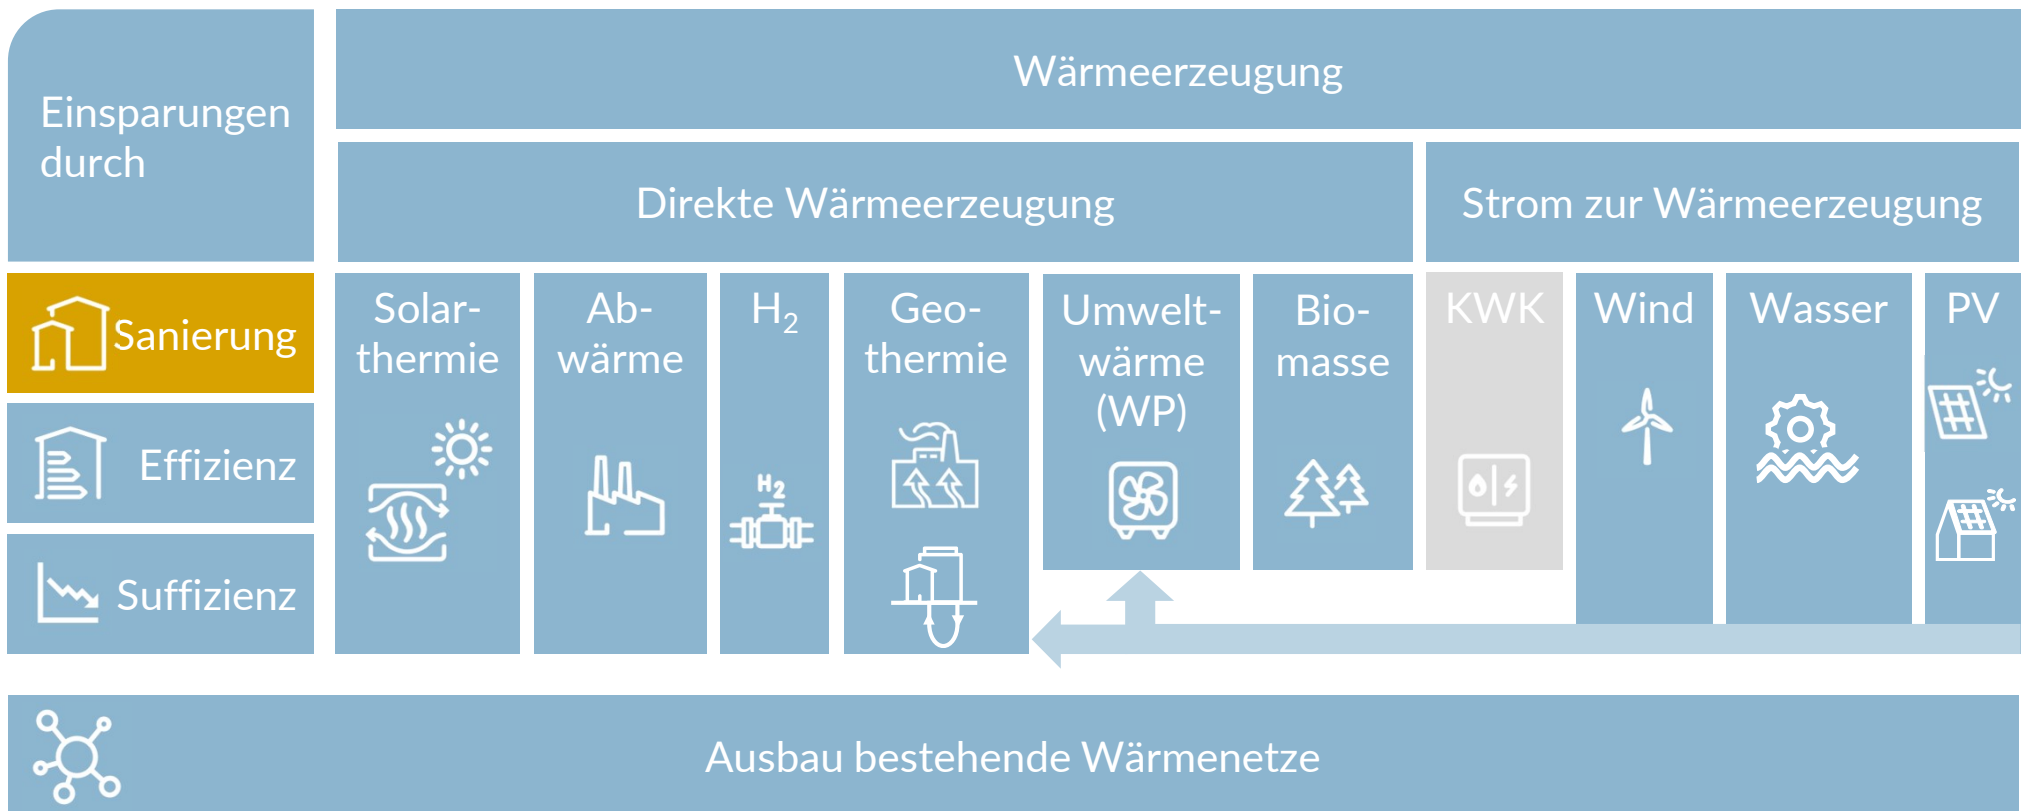 Einsparungen
durch
Wärmeerzeugung
Direkte Wärmeerzeugung
Strom zur Wärmeerzeugung
Sanierung
Effizienz
Suffizienz
Solar-
thermie
Ab-
wärme
H₂
H₂
Geo-
thermie
Umwelt-
wärme
(WP)
Bio-
masse
KWK
Wind
Wasser
PV
Ausbau bestehende Wärmenetze